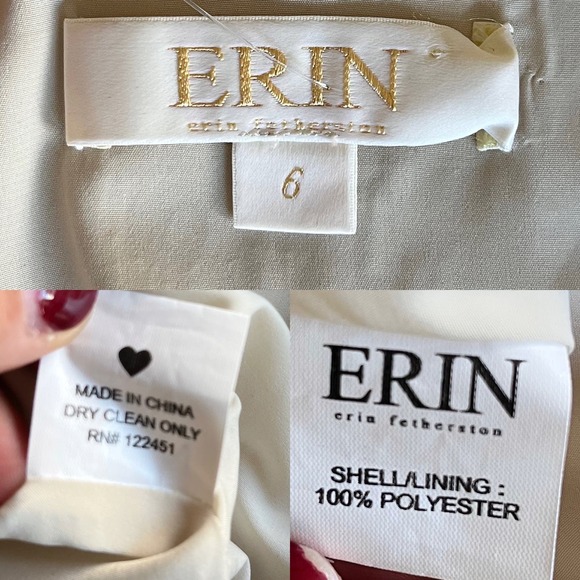 ERIN
erin fetherston
6
MADE IN CHINA
DRY CLEAN ONLY
RN# 122451
ERIN
erin fetherston
SHELL/LINING :
100% POLYESTER